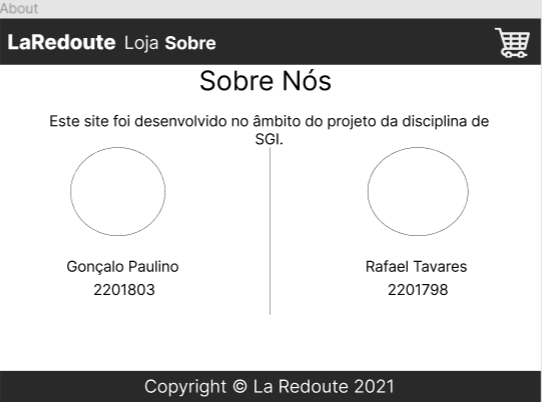 About
LaRedoute Loja Sobre
Sobre Nós
Este site foi desenvolvido no âmbito do projeto da disciplina de
SGI.
Gonçalo Paulino
2201803
Rafael Tavares
2201798
Copyright © La Redoute 2021